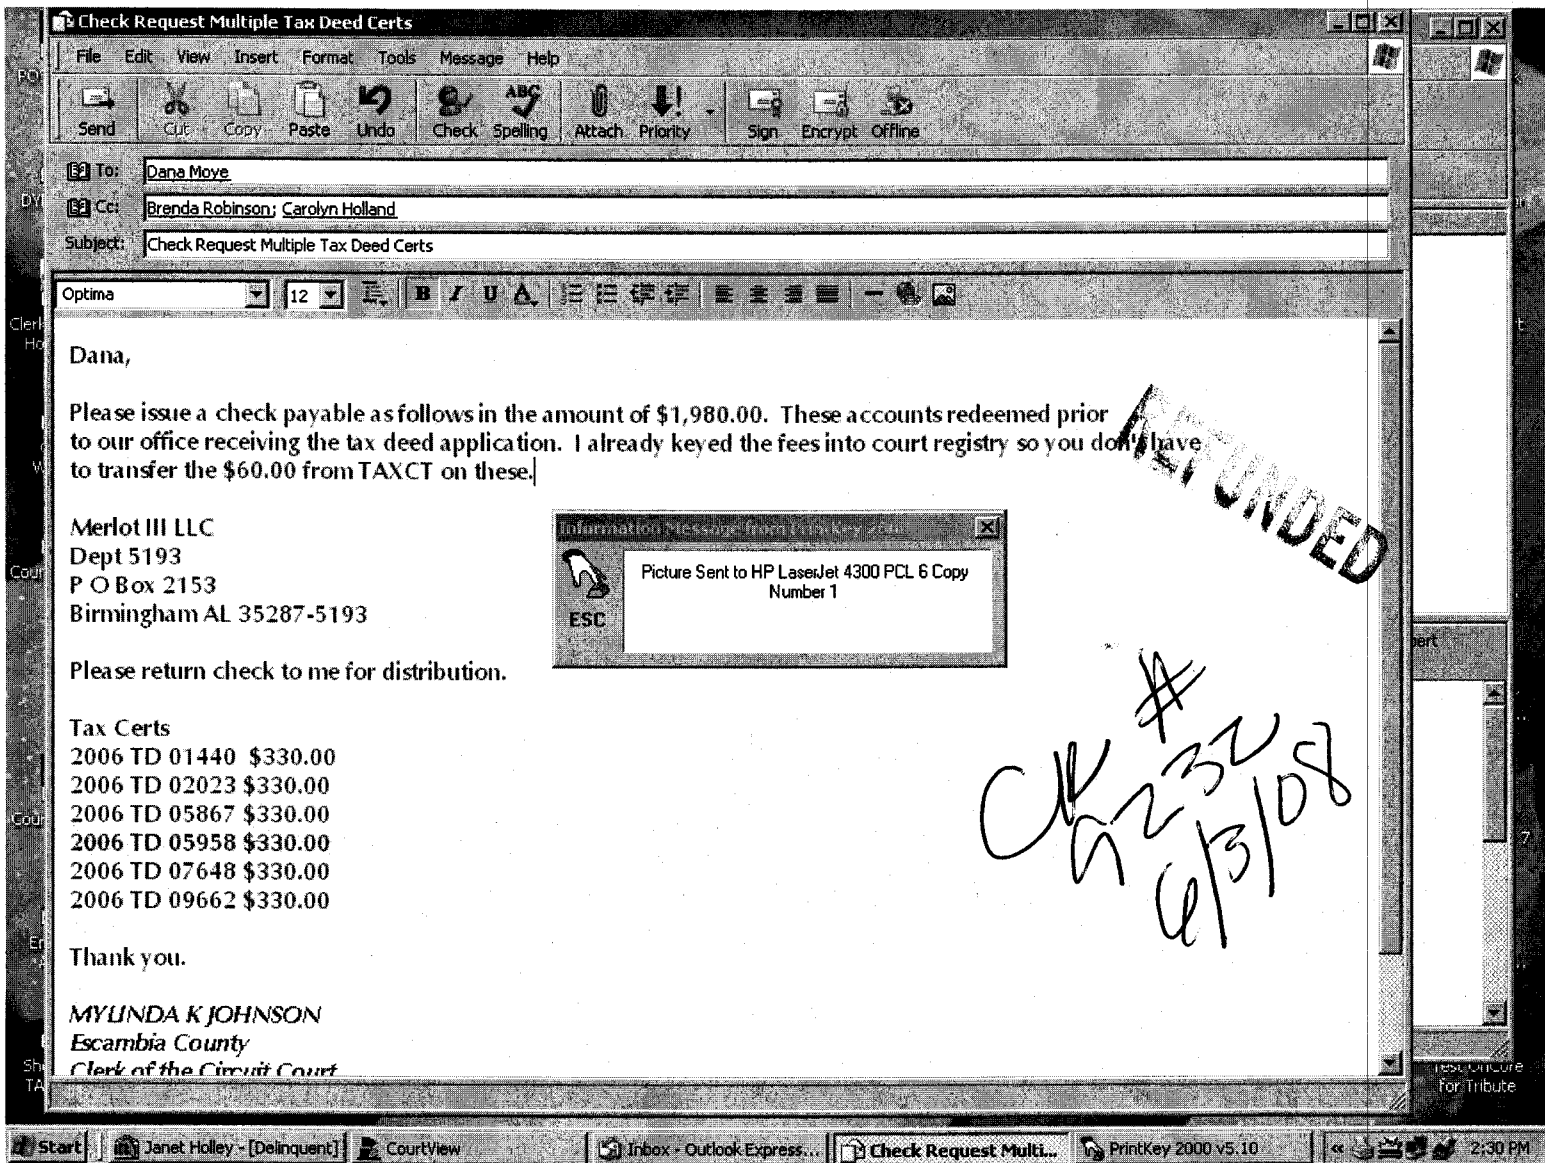 Check Request Multiple Tax Deed Certs
File Edit View Insert Format Tools Message Help
Send Cut Copy Paste Undo Check Spelling Attach Priority Sign Encrypt Offline
To: Dana Moye
Cc: Brenda Robinson; Carolyn Holland
Subject: Check Request Multiple Tax Deed Certs
Optima 12
Dana,
Please issue a check payable as follows in the amount of $1,980.00. These accounts redeemed prior
to our office receiving the tax deed application. I already keyed the fees into court registry so you don't have
to transfer the $60.00 from TAXCT on these.
REFUNDED
Merlot III LLC
Dept 5193
P O Box 2153
Birmingham AL 35287-5193
Information Message from PrintKey 2000
Picture Sent to HP LaserJet 4300 PCL 6 Copy
Number 1
ESC
Please return check to me for distribution.
Tax Certs
2006 TD 01440 $330.00
2006 TD 02023 $330.00
2006 TD 05867 $330.00
2006 TD 05958 $330.00
2006 TD 07648 $330.00
2006 TD 09662 $330.00
Ck #
9232
6/3/08
Thank you.
MYLINDA K JOHNSON
Escambia County
Clerk of the Circuit Court
for Tribute
Start Janet Holley - [Delinquent] CourtView Inbox - Outlook Express... Check Request Multi... PrintKey 2000 v5.10 « 2:30 PM